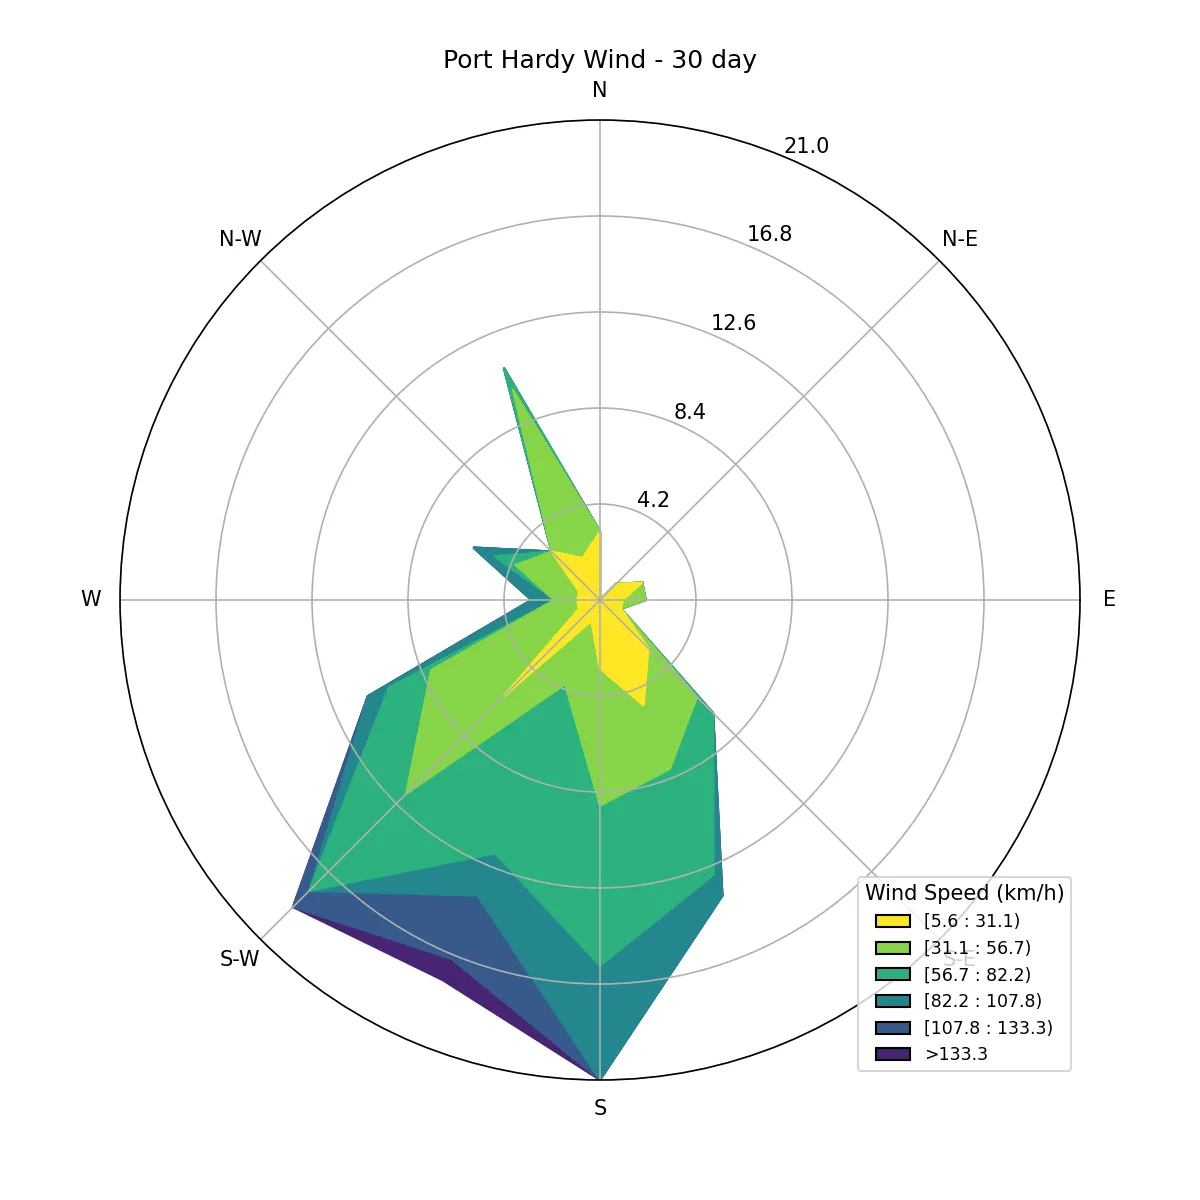 Port Hardy Wind - 30 day
N
21.0
N-W
16.8
N-E
12.6
8.4
4.2
W
E
S-W
S-E
Wind Speed (km/h)
[5.6 : 31.1)
[31.1 : 56.7)
[56.7 : 82.2)
[82.2 : 107.8)
[107.8 : 133.3)
>133.3
S